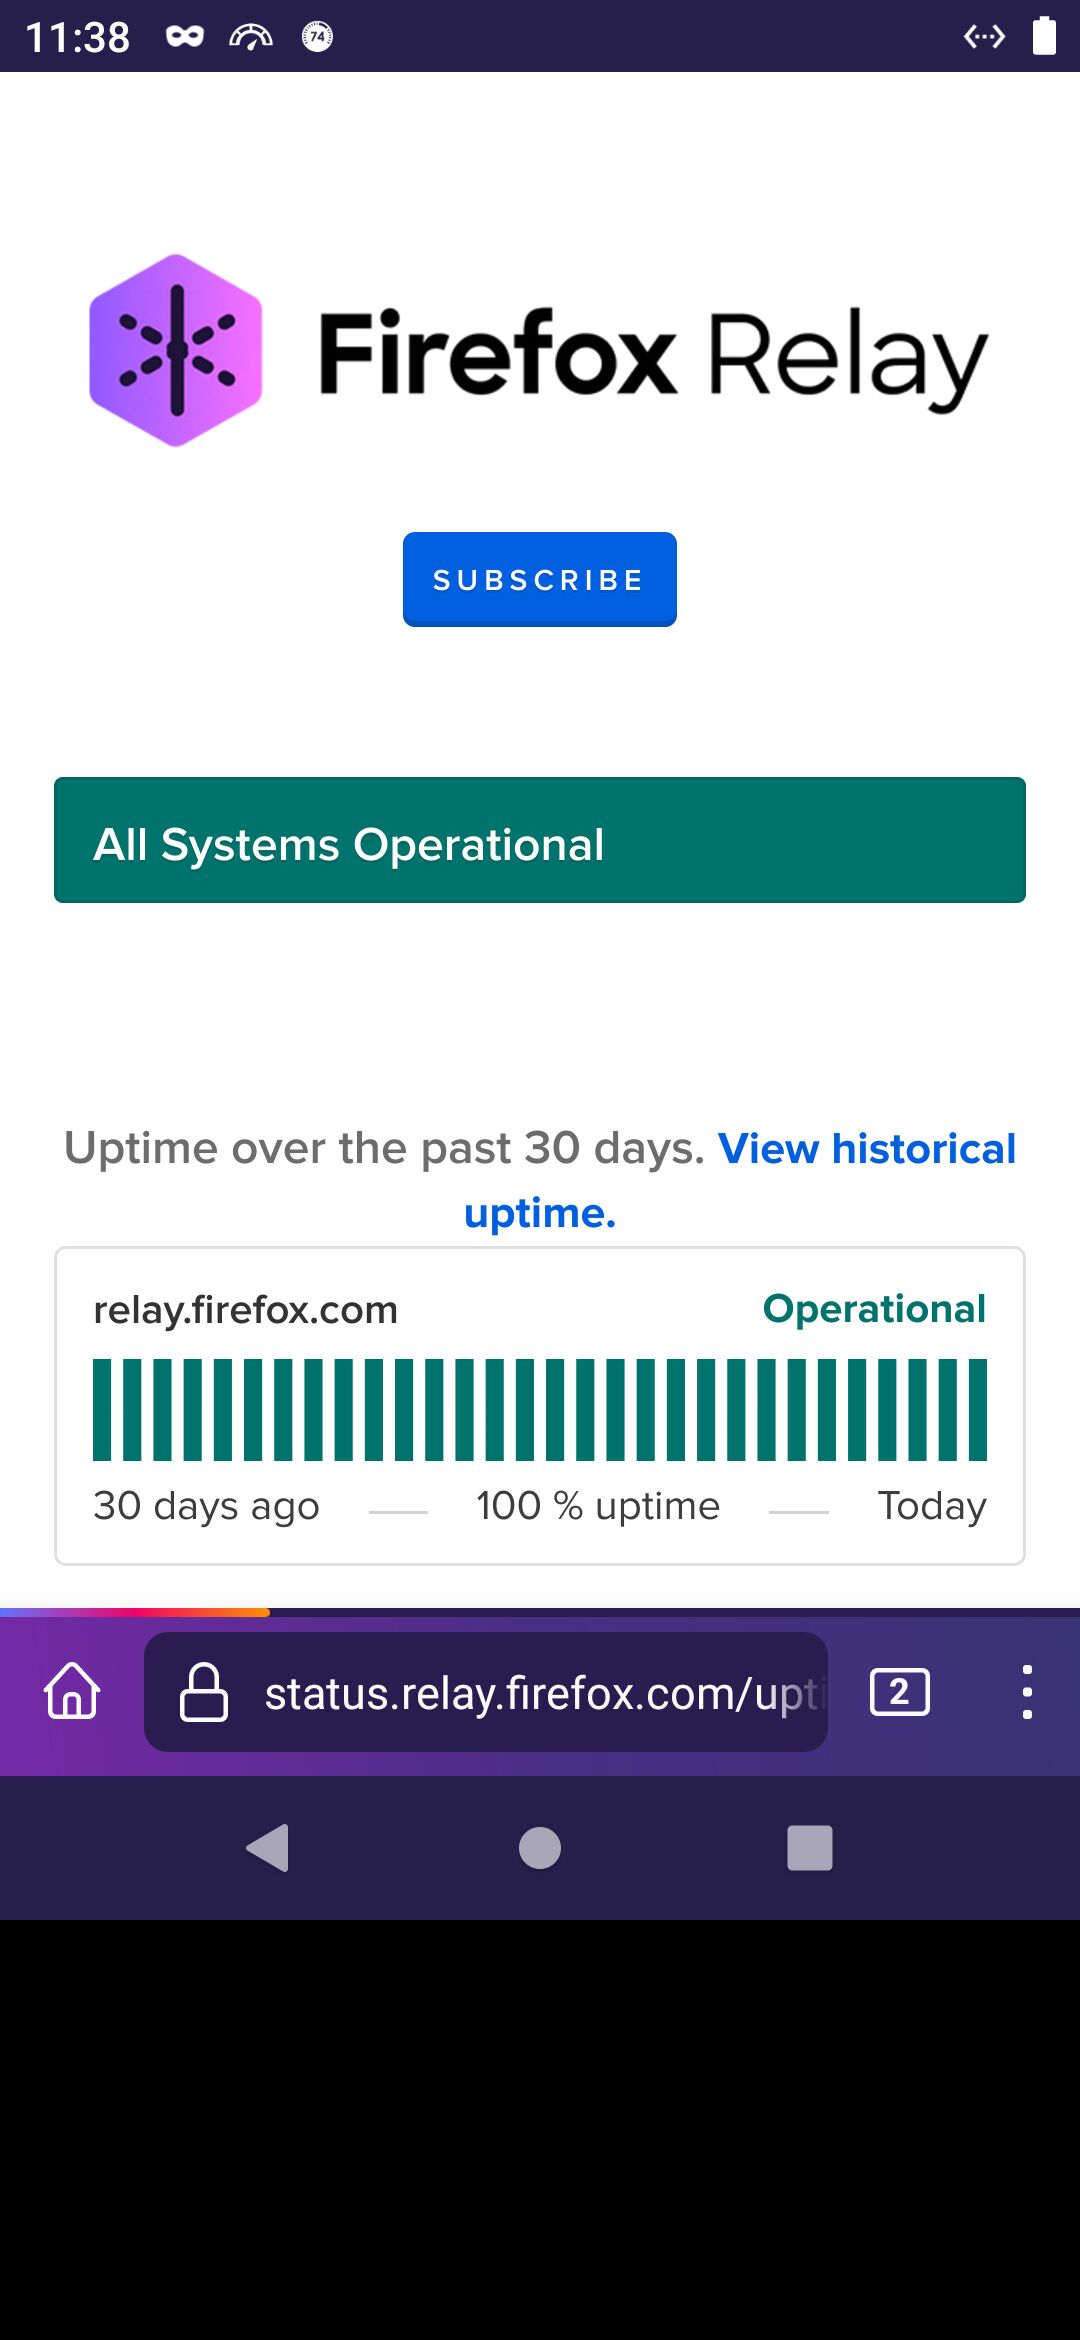 11:38
74
Firefox Relay
SUBSCRIBE
All Systems Operational
Uptime over the past 30 days. View historical
uptime.
relay.firefox.com Operational
30 days ago 100 % uptime Today
status.relay.firefox.com/upti
2